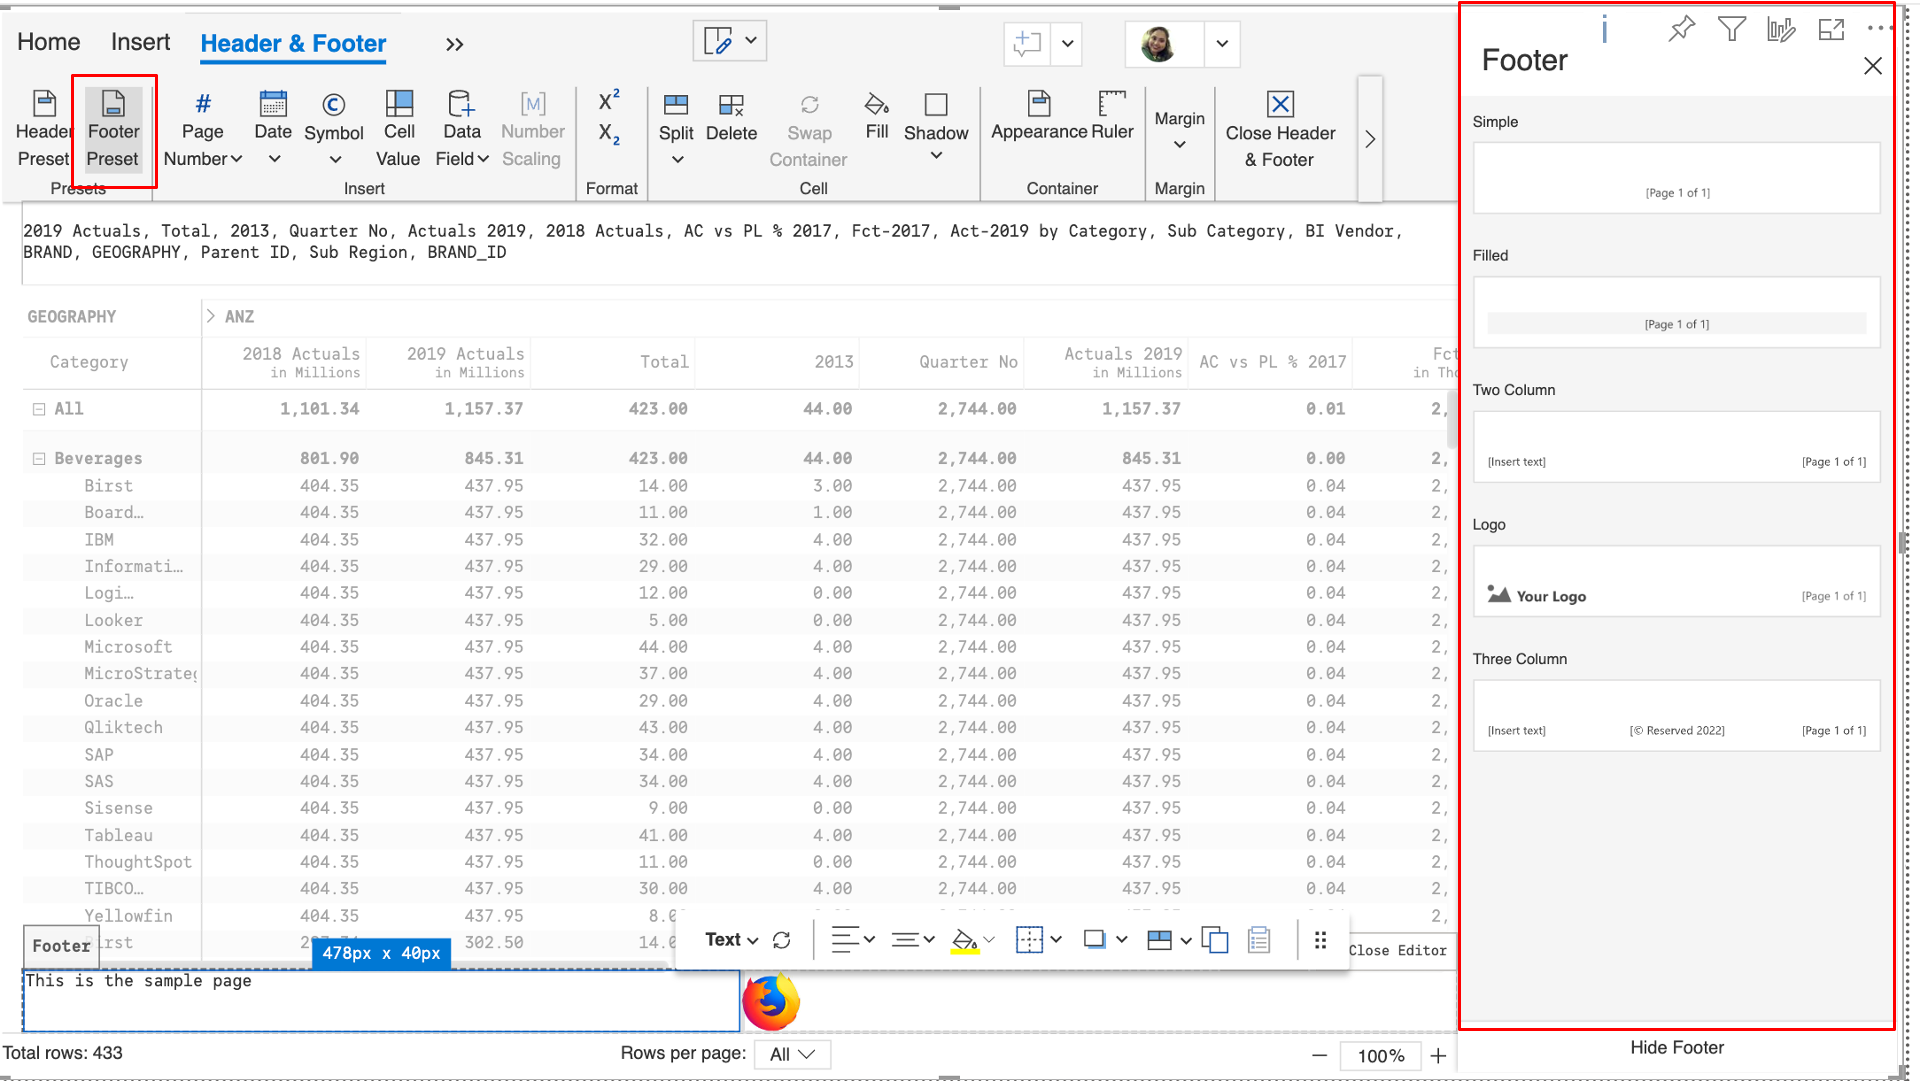 Home Insert Header & Footer
Header Preset
Footer Preset
# Page Number
Date
© Symbol
Cell Value
Data Field
[M] Number Scaling
X²
X₂
Split
Delete
Swap Container
Fill
Shadow
Appearance
Ruler
Margin
Close Header & Footer
Presets Insert Format Cell Container Margin
2019 Actuals, Total, 2013, Quarter No, Actuals 2019, 2018 Actuals, AC vs PL % 2017, Fct-2017, Act-2019 by Category, Sub Category, BI Vendor,
BRAND, GEOGRAPHY, Parent ID, Sub Region, BRAND_ID
GEOGRAPHY ANZ
Category 2018 Actuals in Millions 2019 Actuals in Millions Total 2013 Quarter No Actuals 2019 in Millions AC vs PL % 2017
All 1,101.34 1,157.37 423.00 44.00 2,744.00 1,157.37 0.01 2,
Beverages 801.90 845.31 423.00 44.00 2,744.00 845.31 0.00 2,
Birst 404.35 437.95 14.00 3.00 2,744.00 437.95 0.04 2,
Board… 404.35 437.95 11.00 1.00 2,744.00 437.95 0.04 2,
IBM 404.35 437.95 32.00 4.00 2,744.00 437.95 0.04 2,
Informati… 404.35 437.95 29.00 4.00 2,744.00 437.95 0.04 2,
Logi… 404.35 437.95 12.00 0.00 2,744.00 437.95 0.04 2,
Looker 404.35 437.95 5.00 0.00 2,744.00 437.95 0.04 2,
Microsoft 404.35 437.95 44.00 4.00 2,744.00 437.95 0.04 2,
MicroStrate 404.35 437.95 37.00 4.00 2,744.00 437.95 0.04 2,
Oracle 404.35 437.95 29.00 4.00 2,744.00 437.95 0.04 2,
Qliktech 404.35 437.95 43.00 4.00 2,744.00 437.95 0.04 2,
SAP 404.35 437.95 34.00 4.00 2,744.00 437.95 0.04 2,
SAS 404.35 437.95 34.00 4.00 2,744.00 437.95 0.04 2,
Sisense 404.35 437.95 9.00 0.00 2,744.00 437.95 0.04 2,
Tableau 404.35 437.95 41.00 4.00 2,744.00 437.95 0.04 2,
ThoughtSpot 404.35 437.95 11.00 0.00 2,744.00 437.95 0.04 2,
TIBCO… 404.35 437.95 30.00 4.00 2,744.00 437.95 0.04 2,
Yellowfin 404.35 437.95 2,
302.50
Footer
478px x 40px
Text
Close Editor
This is the sample page
Total rows: 433 Rows per page: All 100%
Footer
Simple
[Page 1 of 1]
Filled
[Page 1 of 1]
Two Column
[Insert text] [Page 1 of 1]
Logo
Your Logo [Page 1 of 1]
Three Column
[Insert text] [© Reserved 2022] [Page 1 of 1]
Hide Footer